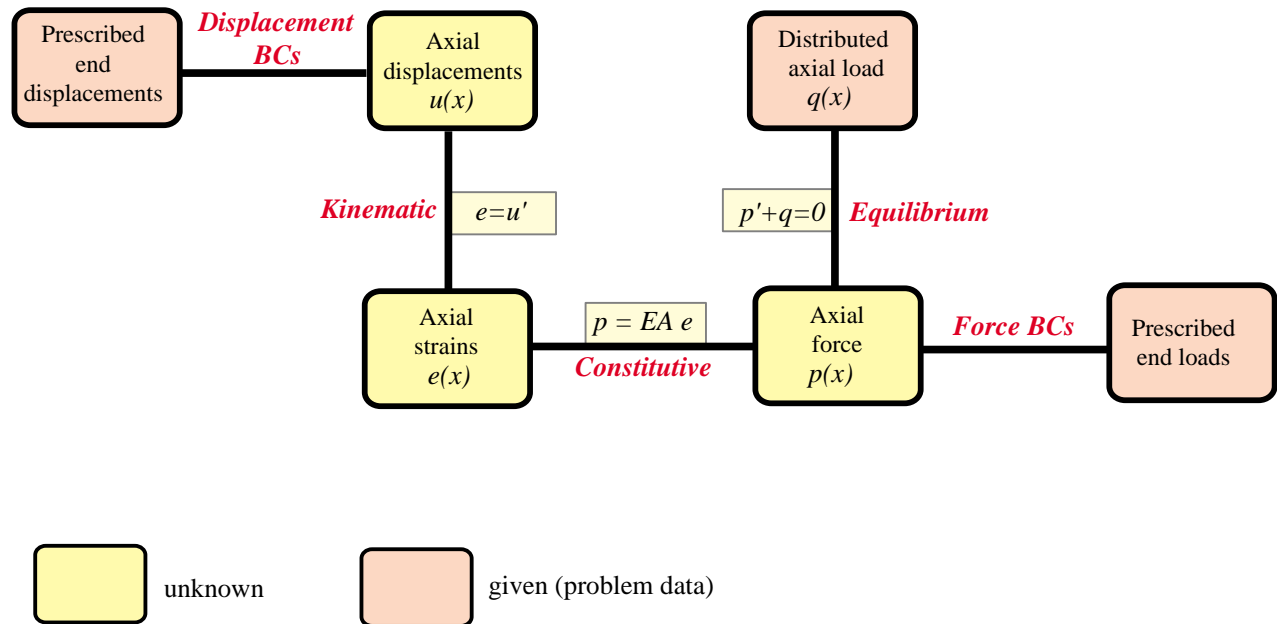 Prescribed
end
displacements
Displacement
BCs
Axial
displacements
u(x)
Distributed
axial load
q(x)
Kinematic
e=u'
p'+q=0
Equilibrium
Axial
strains
e(x)
p = EA e
Constitutive
Axial
force
p(x)
Force BCs
Prescribed
end loads
unknown
given (problem data)